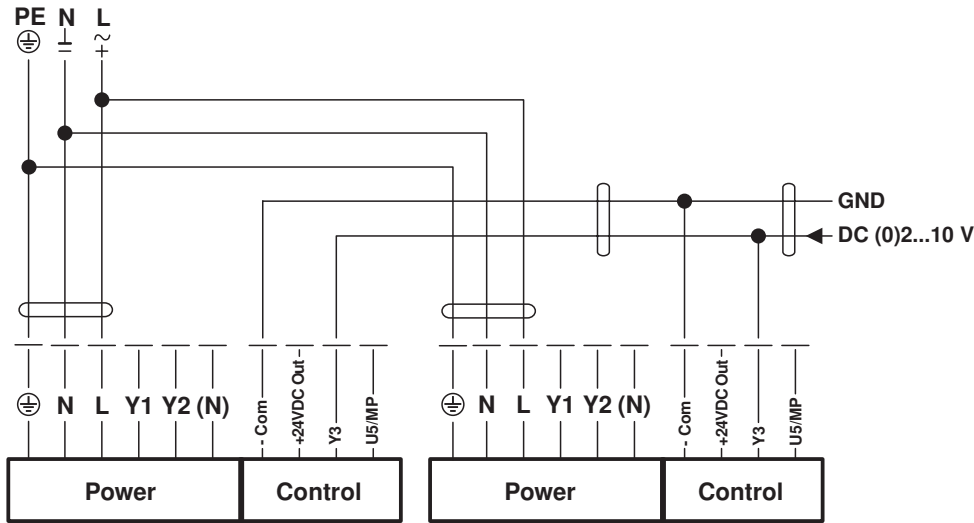 PE N L
GND
DC (0)2...10 V
N L Y1 Y2 (N) - Com +24VDC Out Y3 U5/MP N L Y1 Y2 (N) - Com +24VDC Out Y3 U5/MP
Power Control Power Control